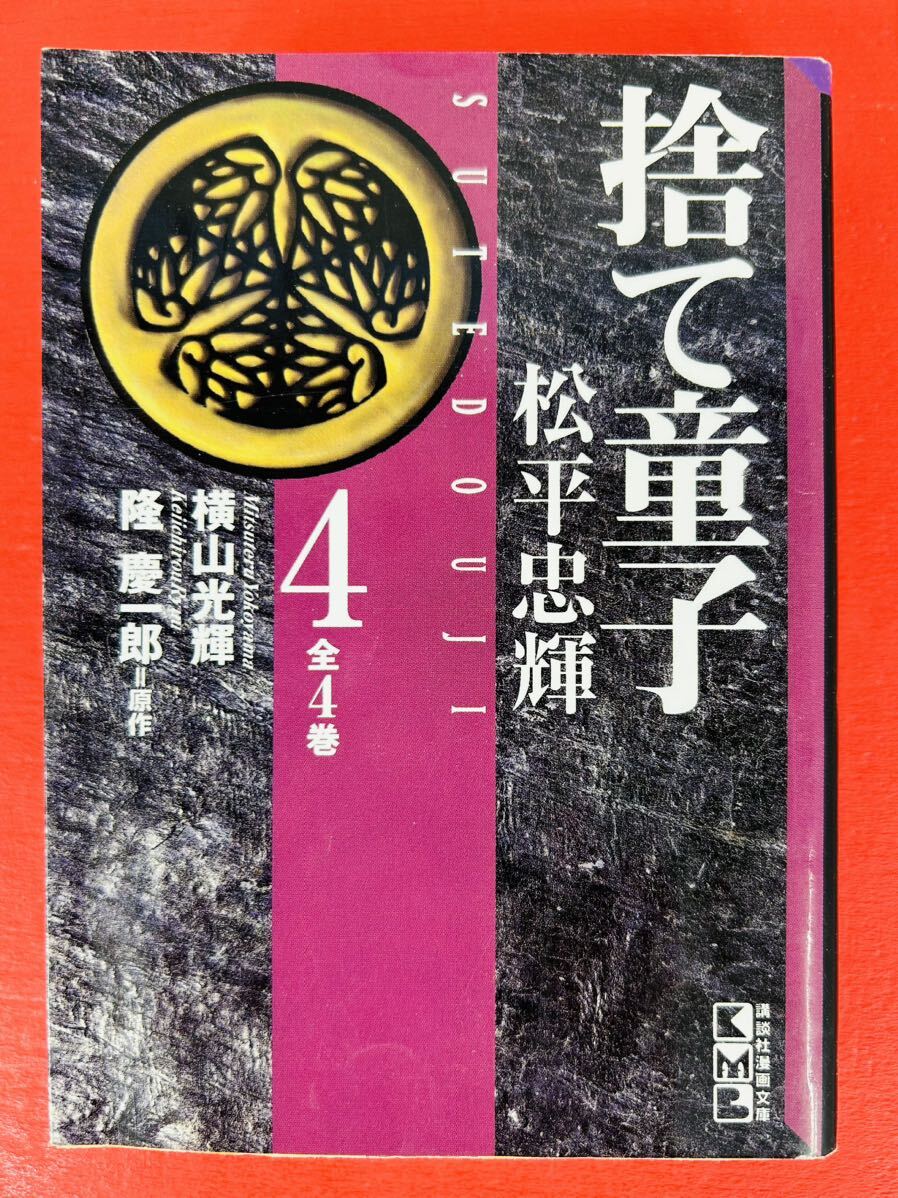 捨て童子
松平忠輝
SUTEDOUJI
4
全4巻
横山光輝
Mitsuteru Yokoyama
隆 慶一郎=原作
Keiichirou Ryu
KMB
講談社漫画文庫